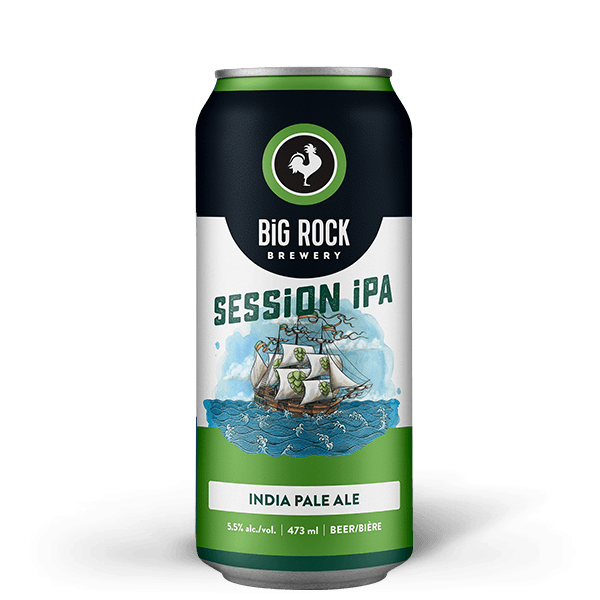 BiG ROCK
BREWERY
SESSiON iPA
INDIA PALE ALE
5.5% alc./vol. | 473 ml | BEER/BIÈRE